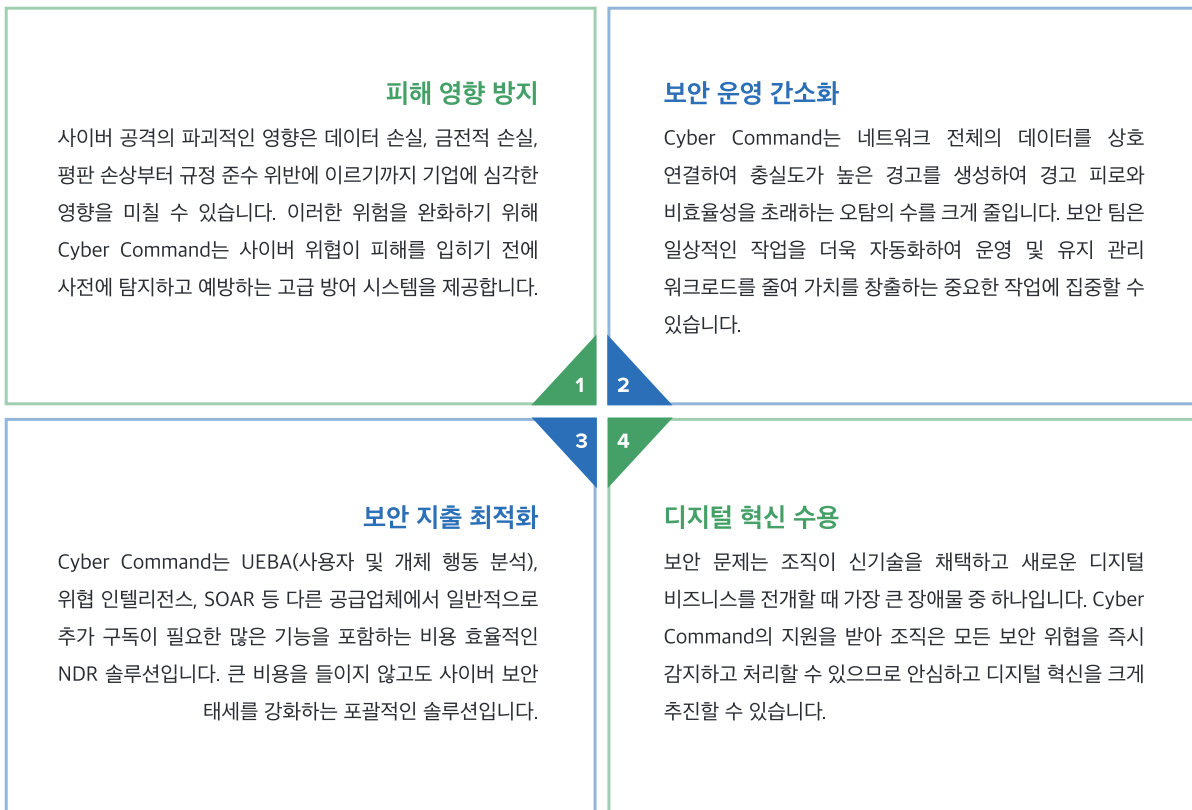 피해 영향 방지
사이버 공격의 파괴적인 영향은 데이터 손실, 금전적 손실,
평판 손상부터 규정 준수 위반에 이르기까지 기업에 심각한
영향을 미칠 수 있습니다. 이러한 위험을 완화하기 위해
Cyber Command는 사이버 위협이 피해를 입히기 전에
사전에 탐지하고 예방하는 고급 방어 시스템을 제공합니다.
1
보안 운영 간소화
Cyber Command는 네트워크 전체의 데이터를 상호
연결하여 충실도가 높은 경고를 생성하여 경고 피로와
비효율성을 초래하는 오탐의 수를 크게 줄입니다. 보안 팀은
일상적인 작업을 더욱 자동화하여 운영 및 유지 관리
워크로드를 줄여 가치를 창출하는 중요한 작업에 집중할 수
있습니다.
2
3
보안 지출 최적화
Cyber Command는 UEBA(사용자 및 개체 행동 분석),
위협 인텔리전스, SOAR 등 다른 공급업체에서 일반적으로
추가 구독이 필요한 많은 기능을 포함하는 비용 효율적인
NDR 솔루션입니다. 큰 비용을 들이지 않고도 사이버 보안
태세를 강화하는 포괄적인 솔루션입니다.
4
디지털 혁신 수용
보안 문제는 조직이 신기술을 채택하고 새로운 디지털
비즈니스를 전개할 때 가장 큰 장애물 중 하나입니다. Cyber
Command의 지원을 받아 조직은 모든 보안 위협을 즉시
감지하고 처리할 수 있으므로 안심하고 디지털 혁신을 크게
추진할 수 있습니다.